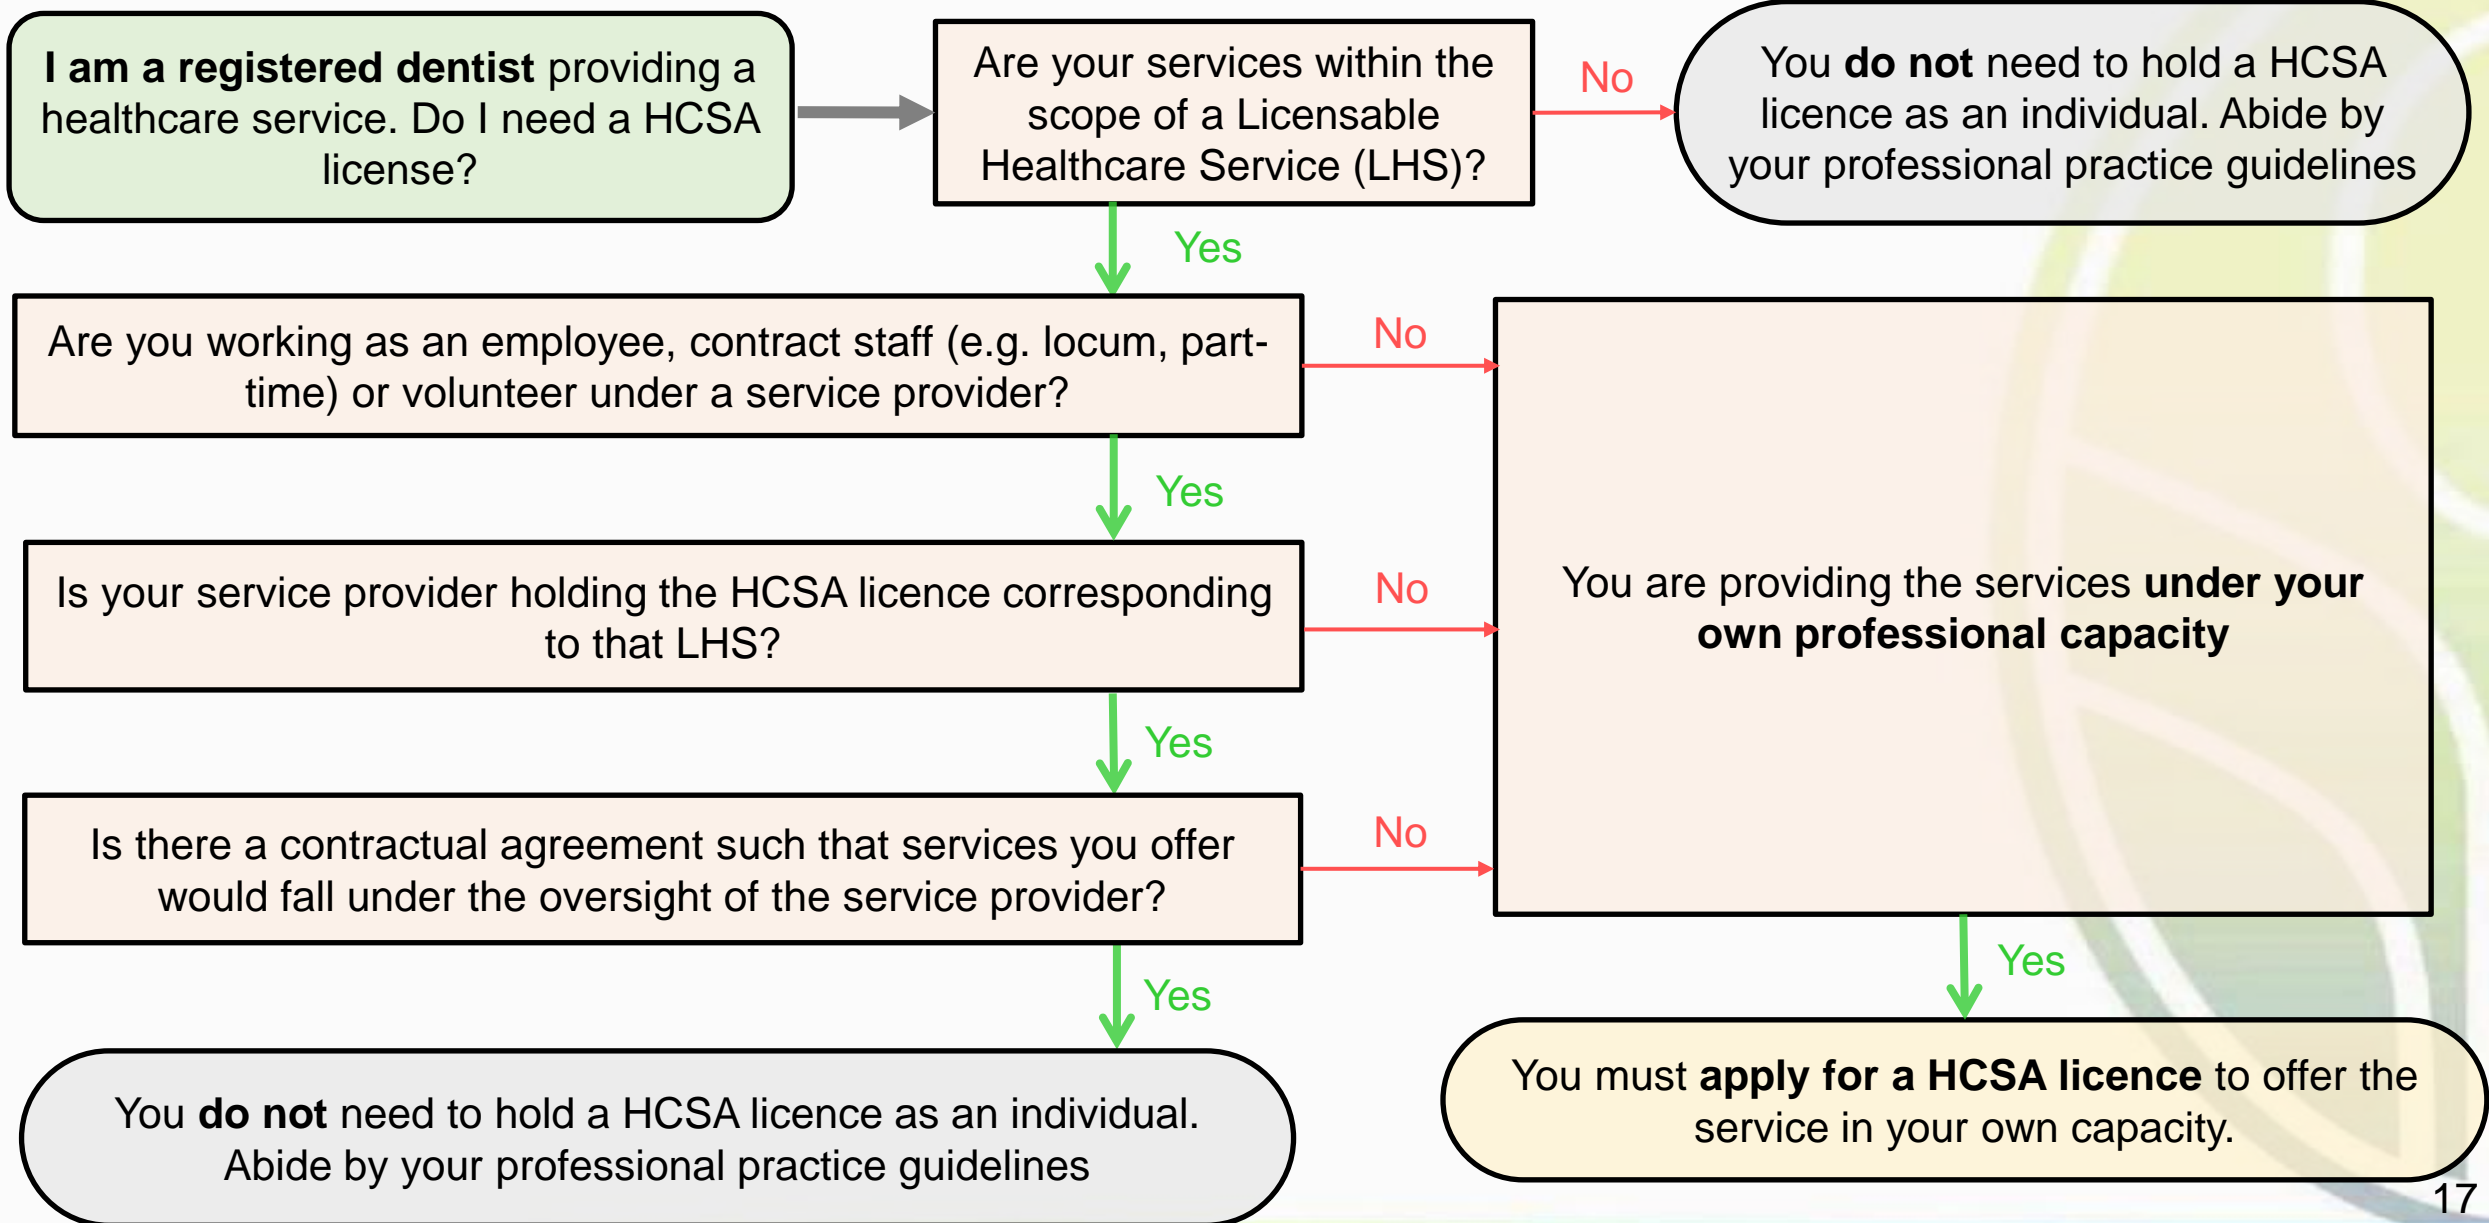 I am a registered dentist providing a
healthcare service. Do I need a HCSA
license?
Are your services within the
scope of a Licensable
Healthcare Service (LHS)?
No
You do not need to hold a HCSA
licence as an individual. Abide by
your professional practice guidelines
Yes
Are you working as an employee, contract staff (e.g. locum, part-
time) or volunteer under a service provider?
No
Yes
Is your service provider holding the HCSA licence corresponding
to that LHS?
No
You are providing the services under your
own professional capacity
Yes
Is there a contractual agreement such that services you offer
would fall under the oversight of the service provider?
No
Yes
Yes
You do not need to hold a HCSA licence as an individual.
Abide by your professional practice guidelines
You must apply for a HCSA licence to offer the
service in your own capacity.
17